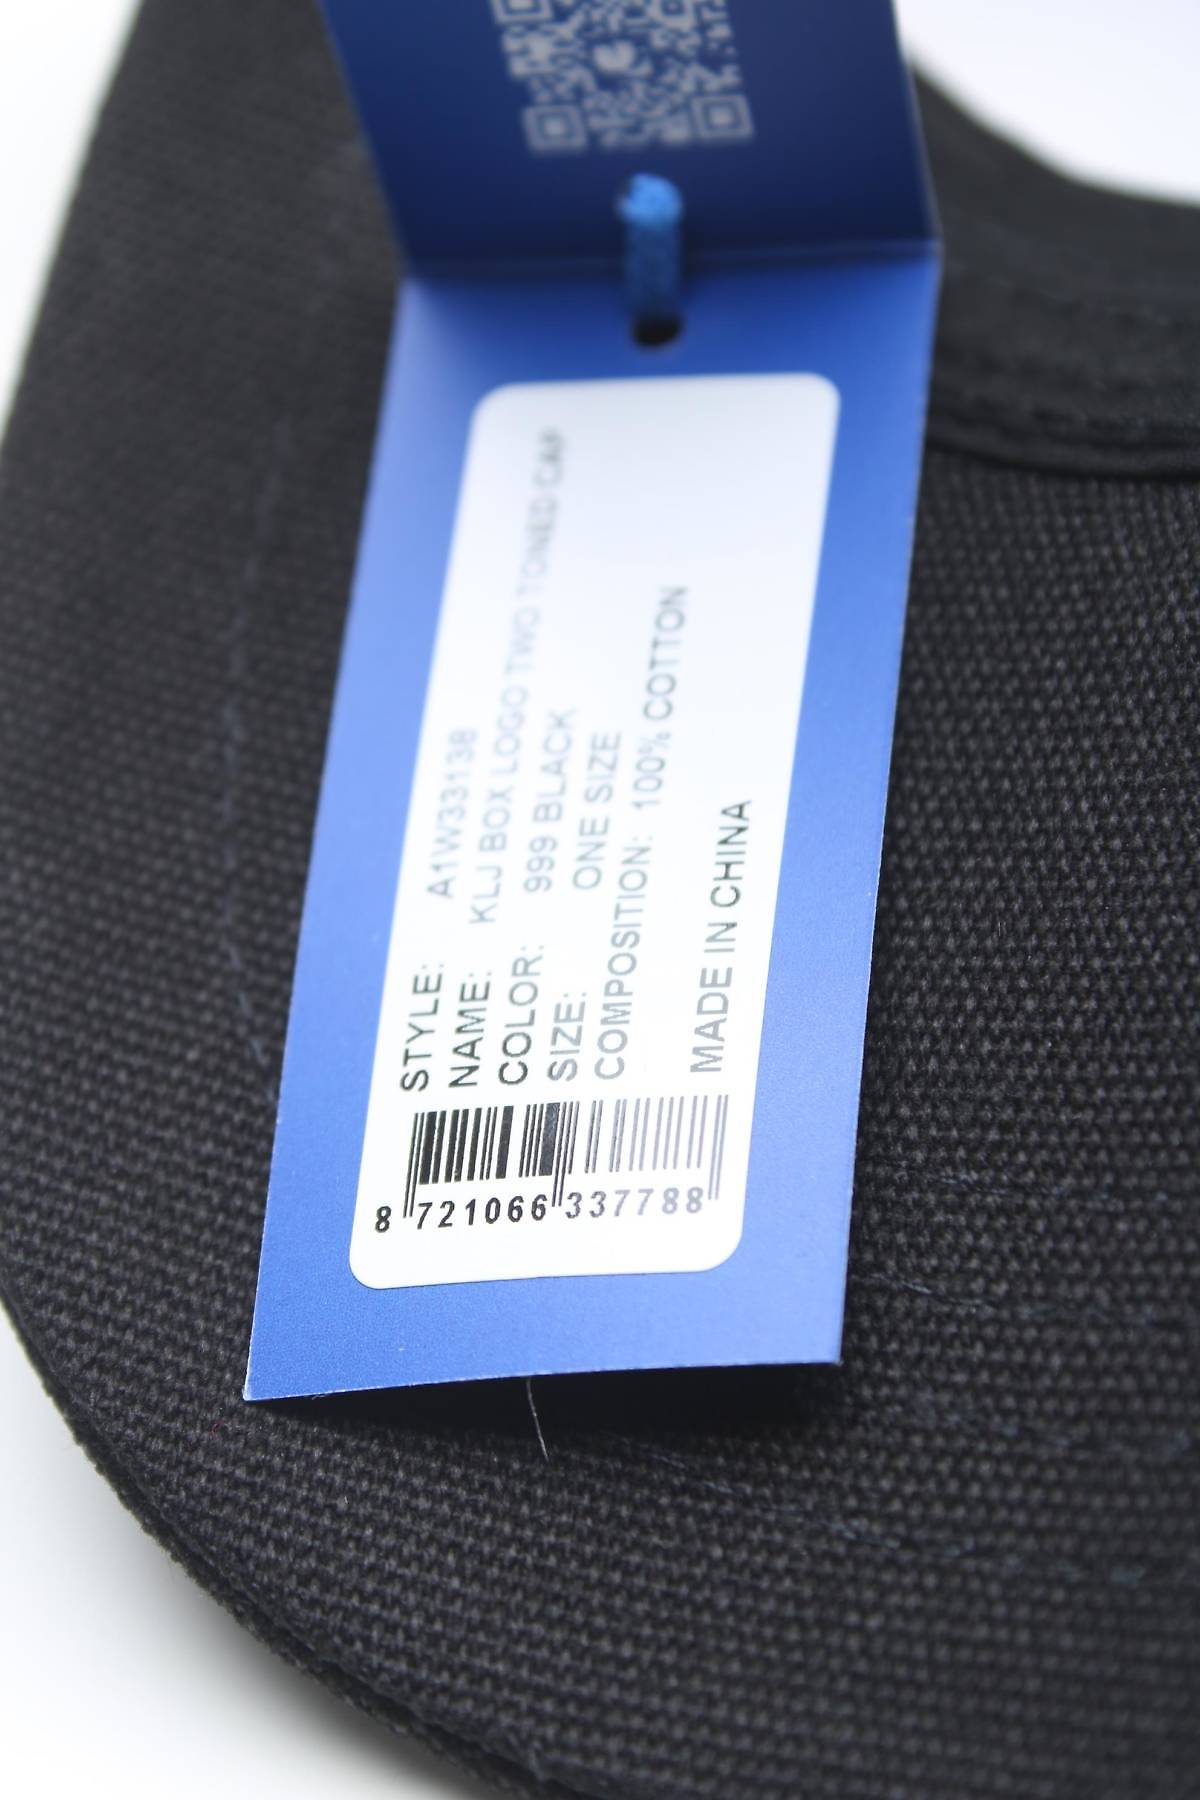 STYLE: A1W33138
NAME: KLJ BOX LOGO TWO TONED CAP
COLOR: 999 BLACK
SIZE: ONE SIZE
COMPOSITION: 100% COTTON
MADE IN CHINA
8 721066 337788